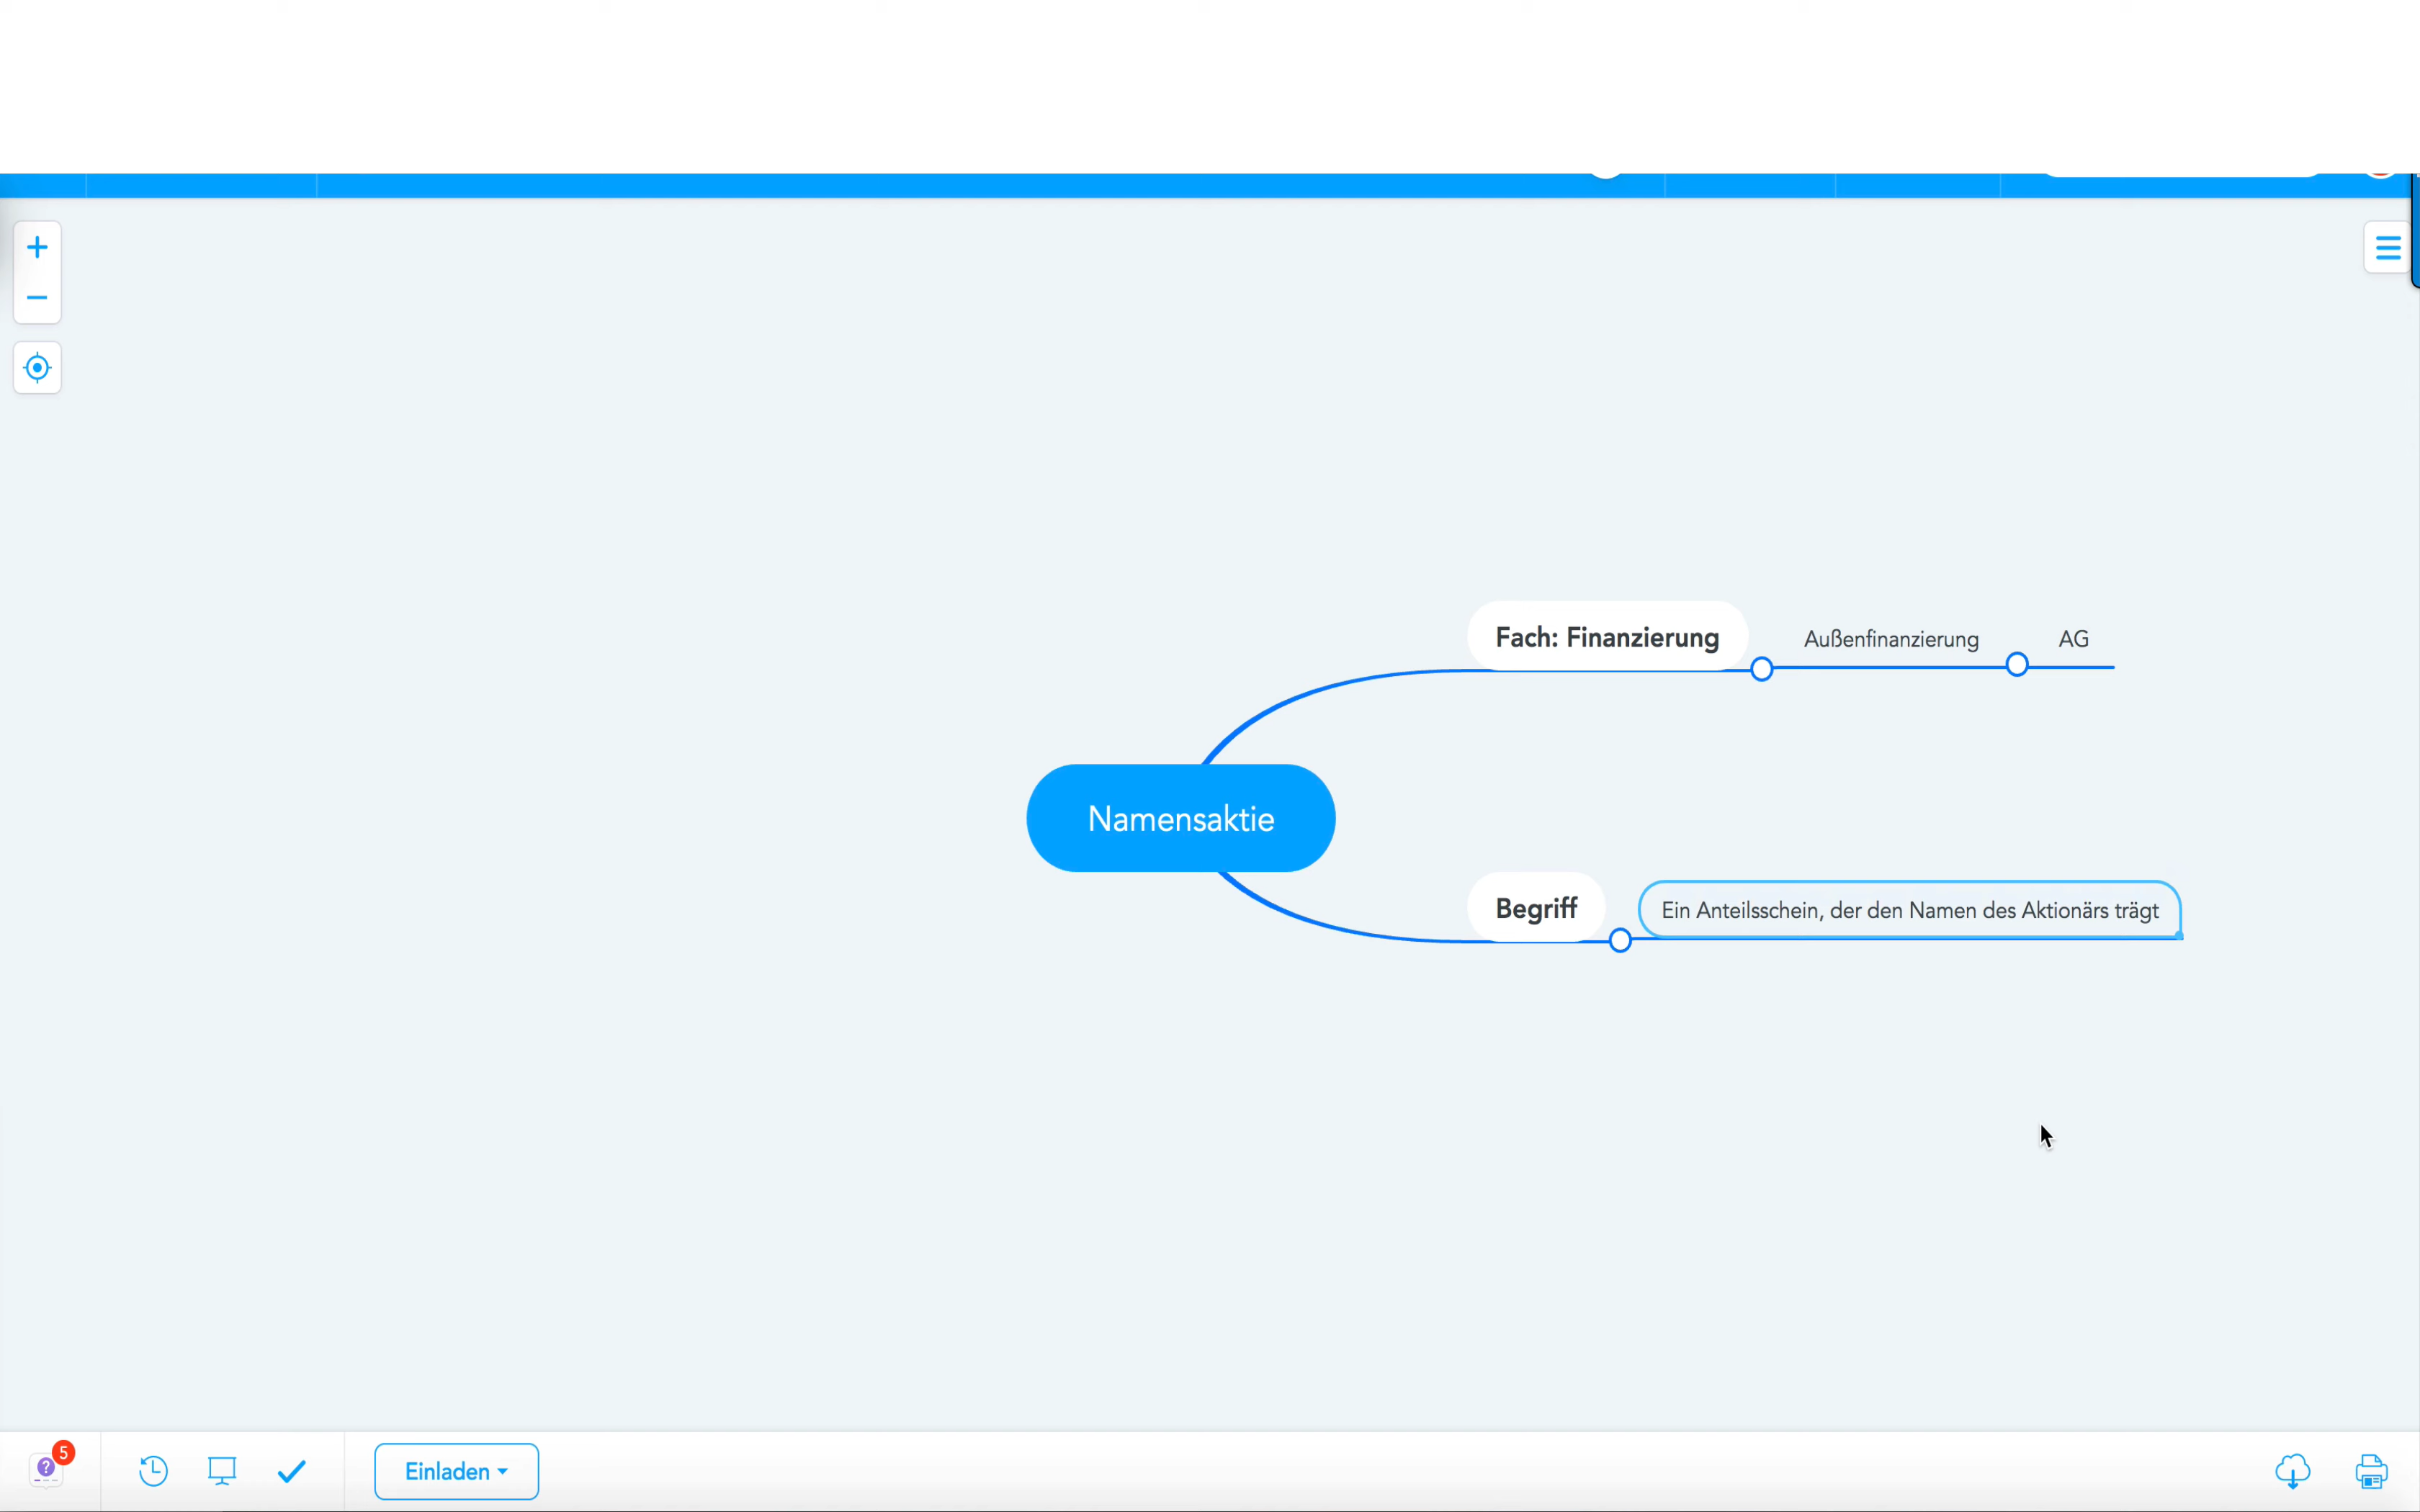 Fach: Finanzierung
Außenfinanzierung
AG
Namensaktie
Begriff
Ein Anteilsschein, der den Namen des Aktionärs trägt
5
?
Einladen